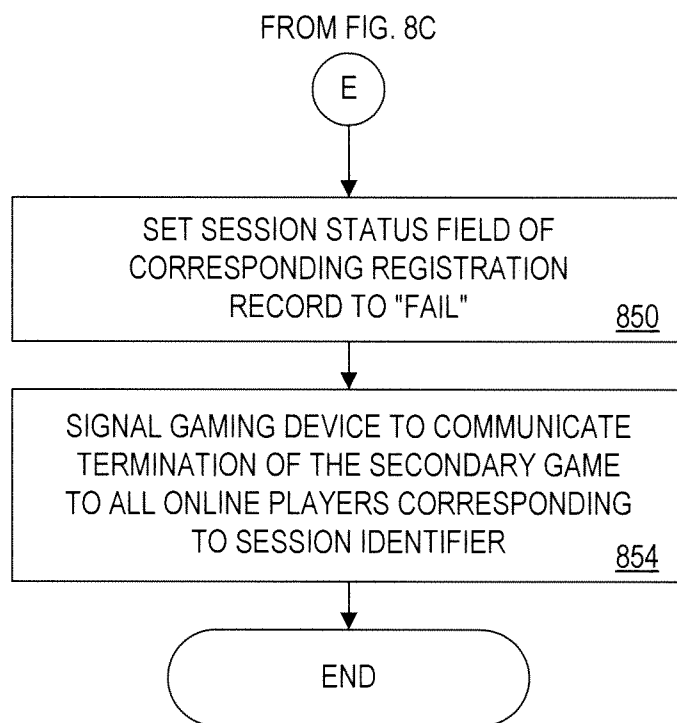 FROM FIG. 8C
E
SET SESSION STATUS FIELD OF
CORRESPONDING REGISTRATION
RECORD TO "FAIL"
850
SIGNAL GAMING DEVICE TO COMMUNICATE
TERMINATION OF THE SECONDARY GAME
TO ALL ONLINE PLAYERS CORRESPONDING
TO SESSION IDENTIFIER
854
END